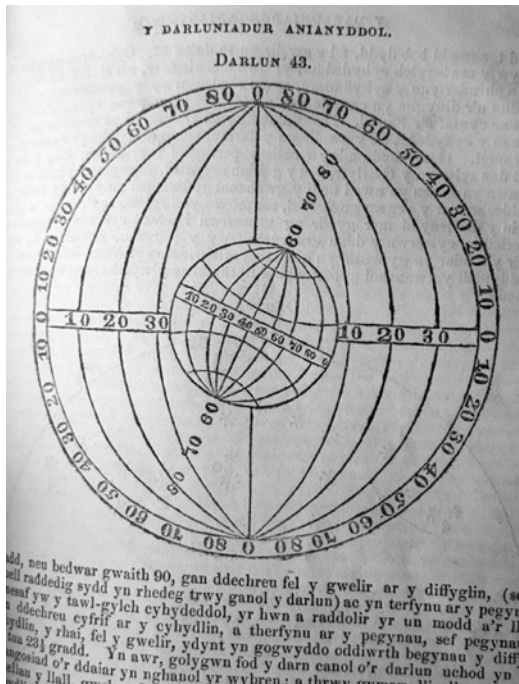 Y DARLUNIADUR ANIANYDDOL.
DARLUN 43.
80 70 60 50 40 30 20 10 0 10 20 30 40 50 60 70 80
0 80 70 60 50 40 30 20 10 0 10 20 30 40 50 60 70 80 0
80
70
60
10 20 30
10 20 30 40 50 60 70 80 0
10 20 30
60
70
80
neu bedwar gwaith 90, gan ddechreu fel y gwelir ar y diffyglin,
raddedig sydd yn rhedeg trwy ganol y darlun) ac yn terfynu ar y
yw y tawl-gylch cyhydeddol, yr hwn a raddolir yr un modd a'r
ddechreu cyfrif ar y cyhydlin, a therfynu ar y pegynau, sef
y rhai, fel y gwelir, ydynt yn gogwyddo oddiwrth begynau y
23½ gradd. Yn awr, golygwn fod y darn canol o'r darlun uchod yn
o'r ddaiar yn nghanol yr wybren; a thrwy
y llall,